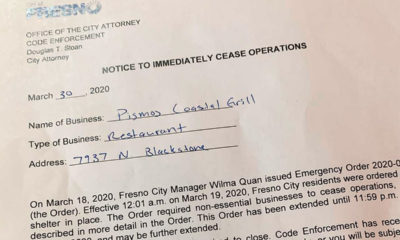 FRESNO
OFFICE OF THE CITY ATTORNEY
CODE ENFORCEMENT
Douglas T. Sloan
City Attorney
NOTICE TO IMMEDIATELY CEASE OPERATIONS
March 30, 2020
Name of Business: Pismos Coastal Grill
Type of Business: Restaurant
Address: 7937 N Blackstone
On March 18, 2020, Fresno City Manager Wilma Quan issued Emergency Order 2020-0
(the Order). Effective 12:01 a.m. on March 19, 2020, Fresno City residents were ordered
shelter in place. The Order required non-essential businesses to cease operations,
described in more detail in the Order. This Order has been extended until 11:59 p.m.
and may be further extended.
to close. Code Enforcement has rece
or you will be subje